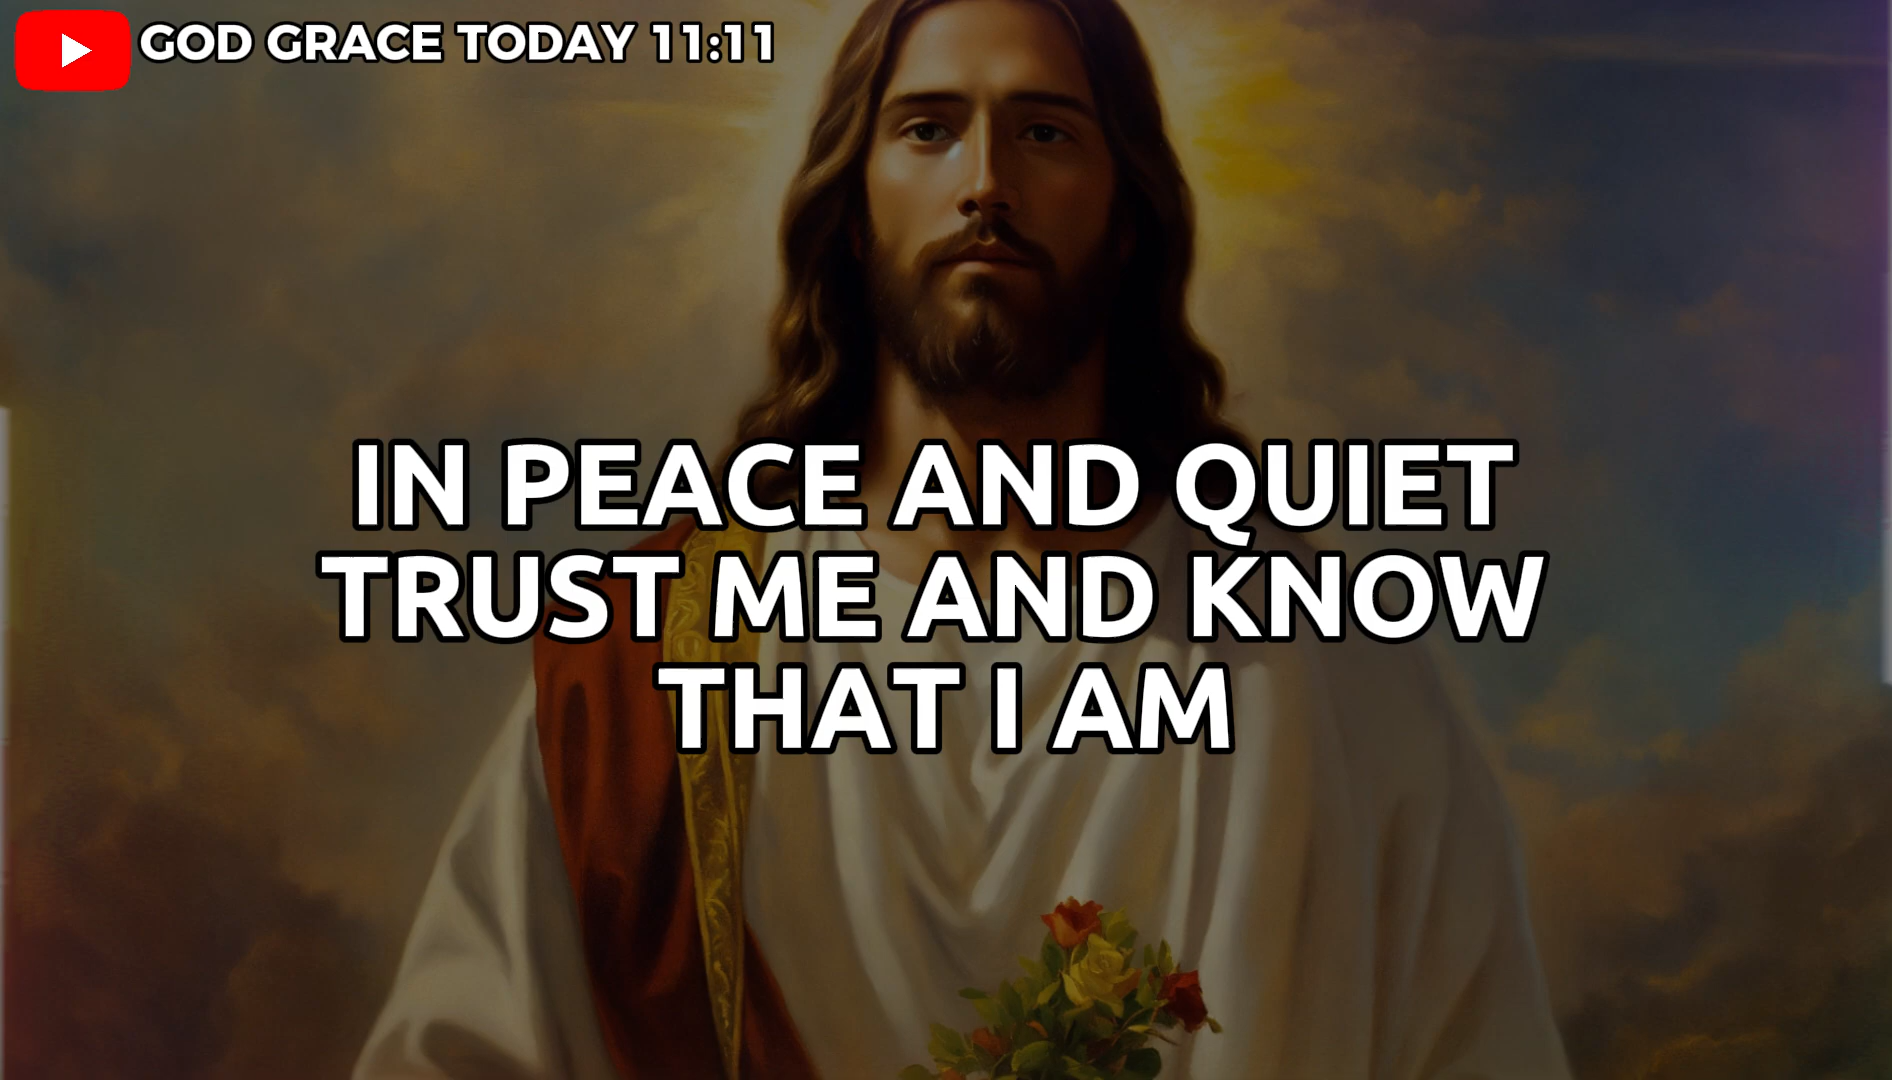 GOD GRACE TODAY 11:11
IN PEACE AND QUIET
TRUST ME AND KNOW
THAT I AM